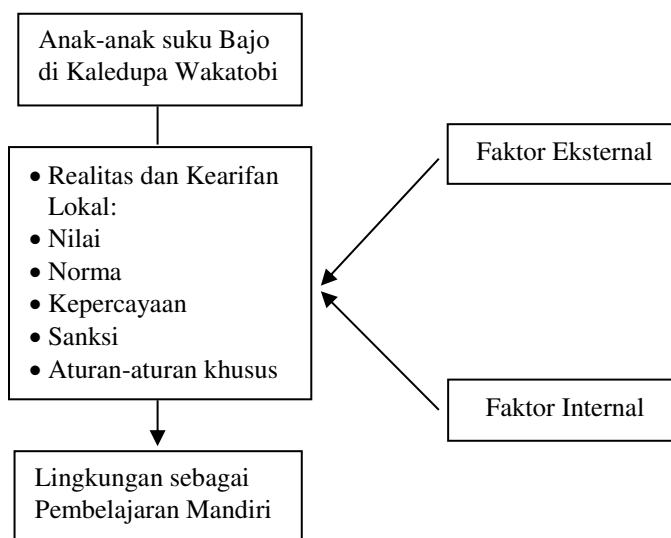 Anak-anak suku Bajo
di Kaledupa Wakatobi
Faktor Eksternal
• Realitas dan Kearifan
Lokal:
• Nilai
• Norma
• Kepercayaan
• Sanksi
• Aturan-aturan khusus
Faktor Internal
Lingkungan sebagai
Pembelajaran Mandiri